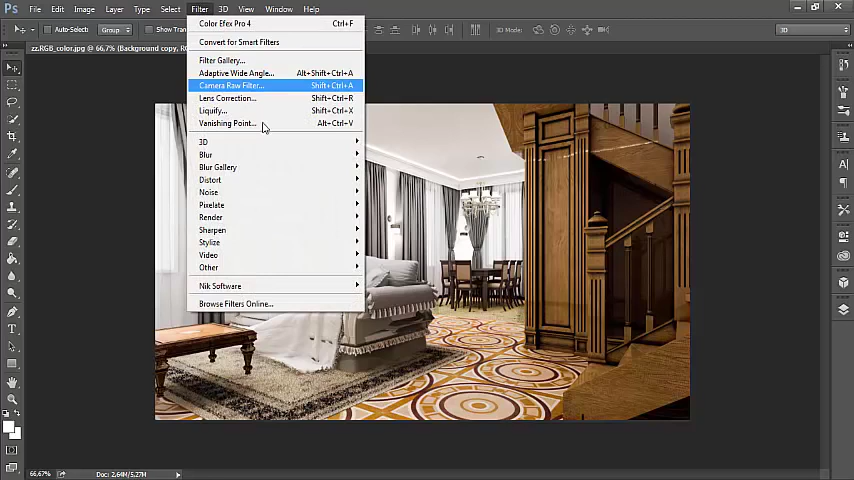 Ps File Edit Image Layer Type Select Filter 3D View Window Help
Auto-Select: Group Show Tran 3D Mode: 3D
zz.RGB_color.jpg @ 66,7% (Background copy, R
Color Efex Pro 4 Ctrl+F
Convert for Smart Filters
Filter Gallery...
Adaptive Wide Angle... Alt+Shift+Ctrl+A
Camera Raw Filter... Shift+Ctrl+A
Lens Correction... Shift+Ctrl+R
Liquify... Shift+Ctrl+X
Vanishing Point... Alt+Ctrl+V
3D
Blur
Blur Gallery
Distort
Noise
Pixelate
Render
Sharpen
Stylize
Video
Other
Nik Software
Browse Filters Online...
66,67% Doc: 2,64M/5,27M